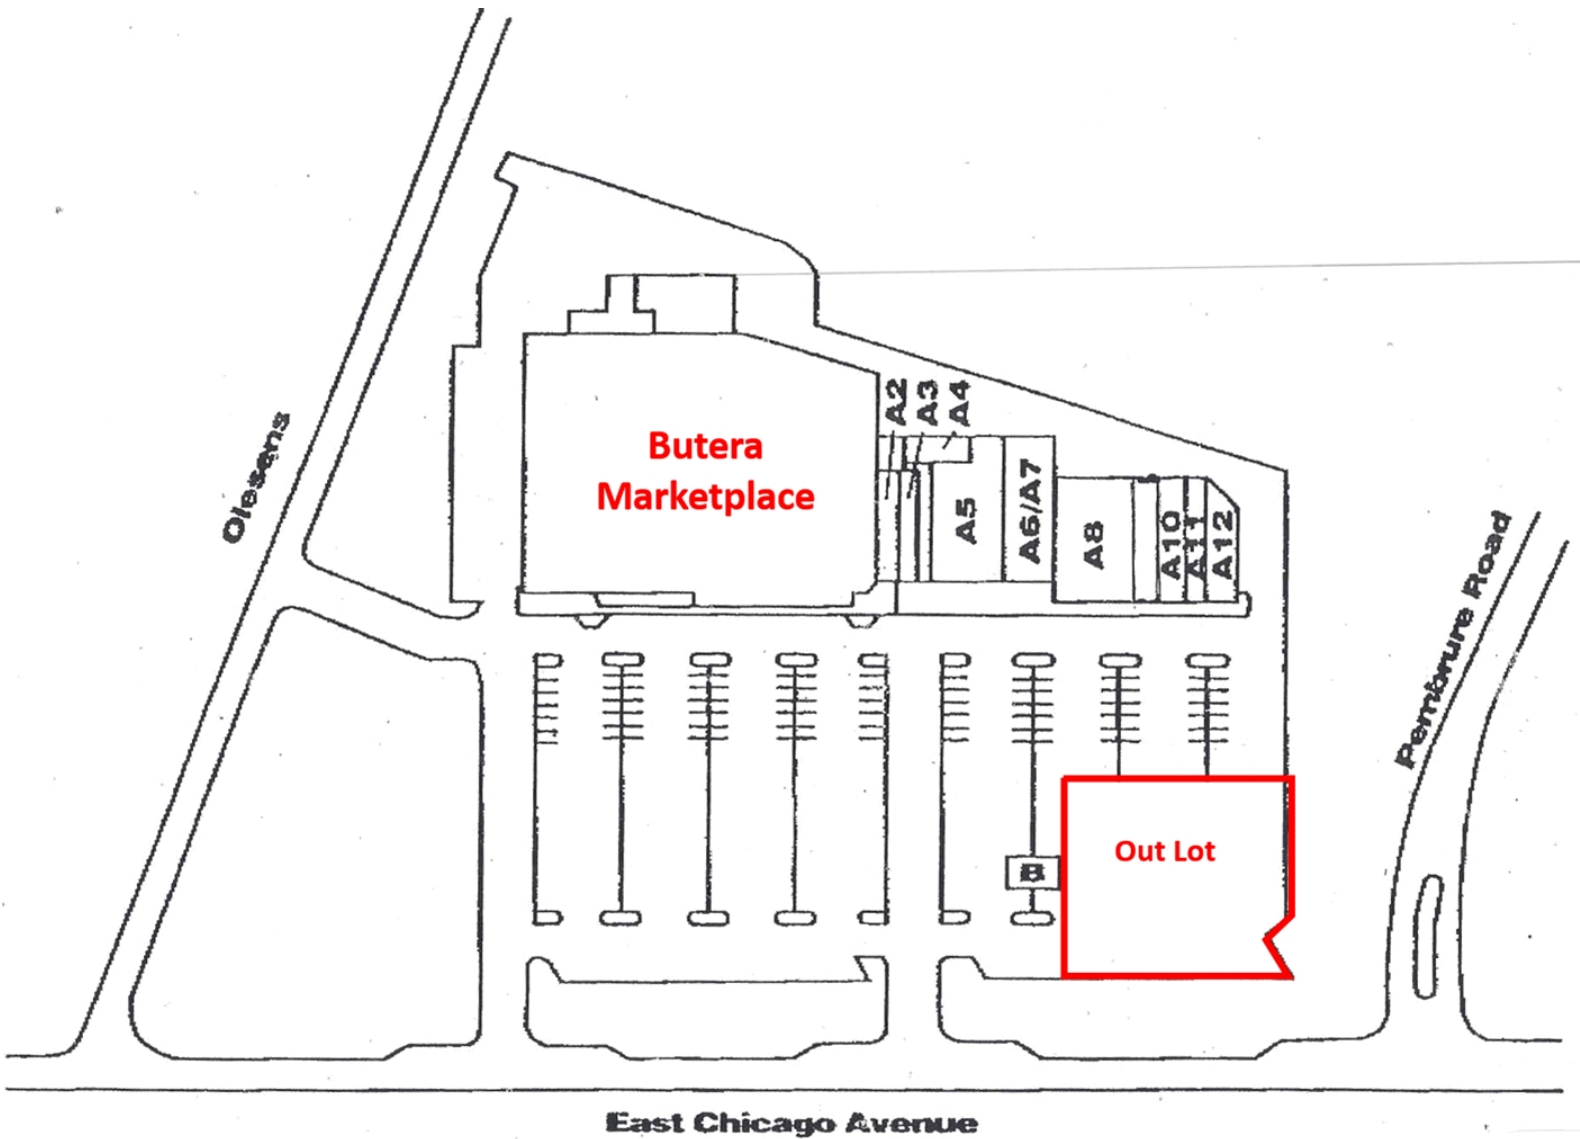 Olesens
Butera
Marketplace
A2
A3
A4
A5
A6/A7
A8
A10
A11
A12
Pembrure Road
B
Out Lot
East Chicago Avenue